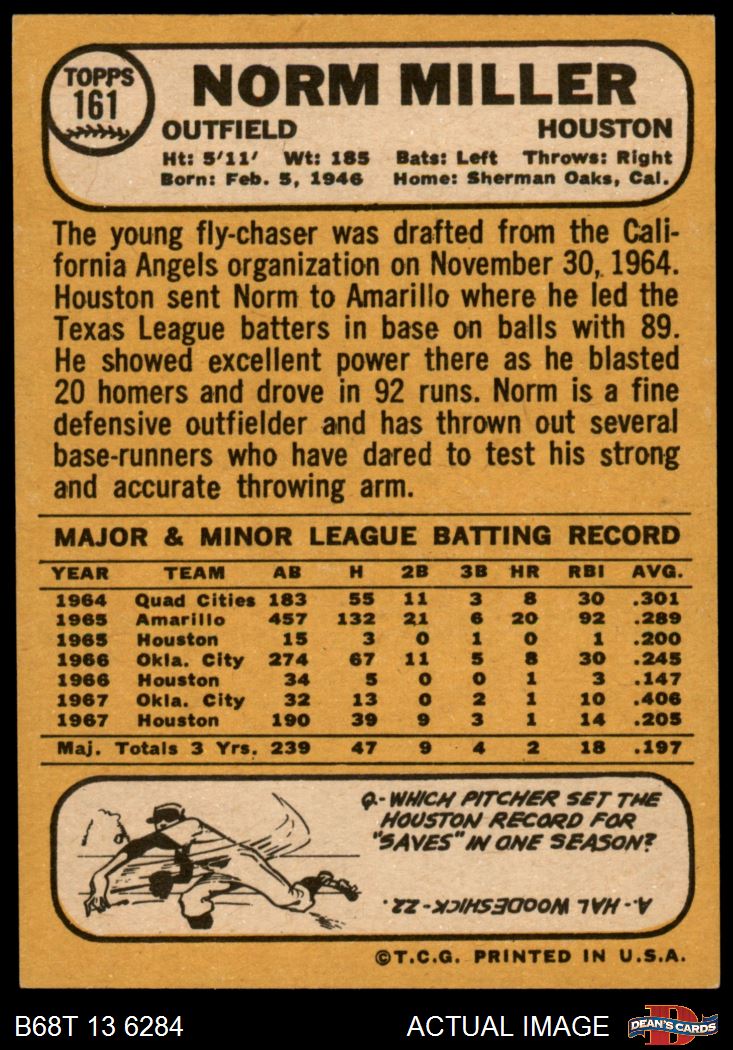 TOPPS
161
NORM MILLER
OUTFIELD HOUSTON
Ht: 5'11' Wt: 185 Bats: Left Throws: Right
Born: Feb. 5, 1946 Home: Sherman Oaks, Cal.
The young fly-chaser was drafted from the Cali-
fornia Angels organization on November 30, 1964.
Houston sent Norm to Amarillo where he led the
Texas League batters in base on balls with 89.
He showed excellent power there as he blasted
20 homers and drove in 92 runs. Norm is a fine
defensive outfielder and has thrown out several
base-runners who have dared to test his strong
and accurate throwing arm.
MAJOR & MINOR LEAGUE BATTING RECORD
YEAR TEAM AB H 2B 3B HR RBI AVG.
1964 Quad Cities 183 55 11 3 8 30 .301
1965 Amarillo 457 132 21 6 20 92 .289
1965 Houston 15 3 0 1 0 1 .200
1966 Okla. City 274 67 11 5 8 30 .245
1966 Houston 34 5 0 0 1 3 .147
1967 Okla. City 32 13 0 2 1 10 .406
1967 Houston 190 39 9 3 1 14 .205
Maj. Totals 3 Yrs. 239 47 9 4 2 18 .197
Q-WHICH PITCHER SET THE
HOUSTON RECORD FOR
"SAVES" IN ONE SEASON?
A-HAL WOODESHICK-22.
©T.C.G. PRINTED IN U.S.A.
B68T 13 6284 ACTUAL IMAGE
DEAN'S CARDS